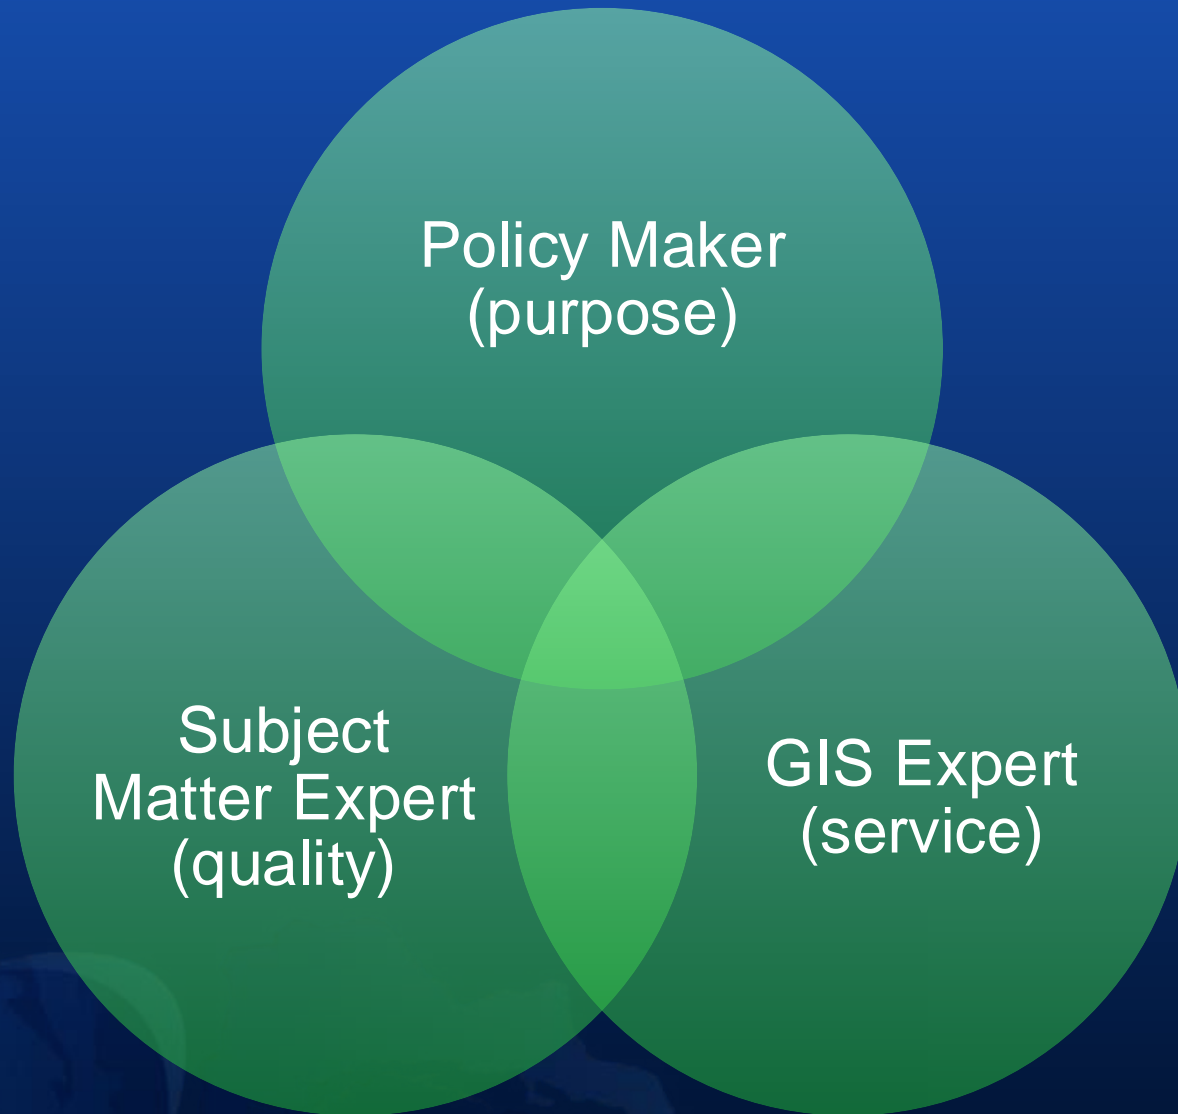 Policy Maker
(purpose)
Subject
Matter Expert
(quality)
GIS Expert
(service)